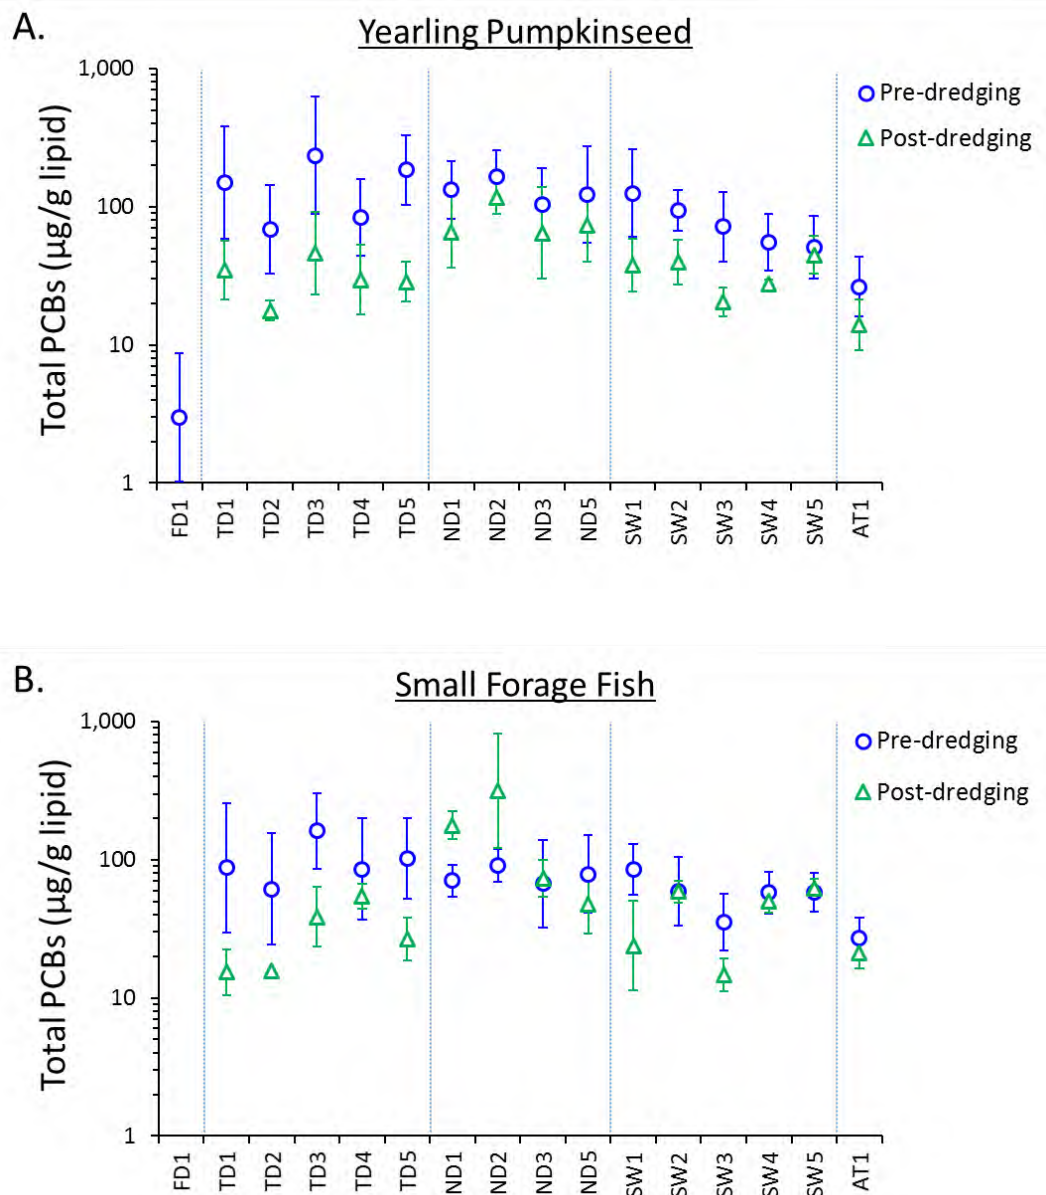 A.
Yearling Pumpkinseed
Total PCBs (µg/g lipid)
1,000
100
10
1
Pre-dredging
Post-dredging
FD1 TD1 TD2 TD3 TD4 TD5 ND1 ND2 ND3 ND5 SW1 SW2 SW3 SW4 SW5 AT1
B.
Small Forage Fish
Total PCBs (µg/g lipid)
1,000
100
10
1
Pre-dredging
Post-dredging
FD1 TD1 TD2 TD3 TD4 TD5 ND1 ND2 ND3 ND5 SW1 SW2 SW3 SW4 SW5 AT1